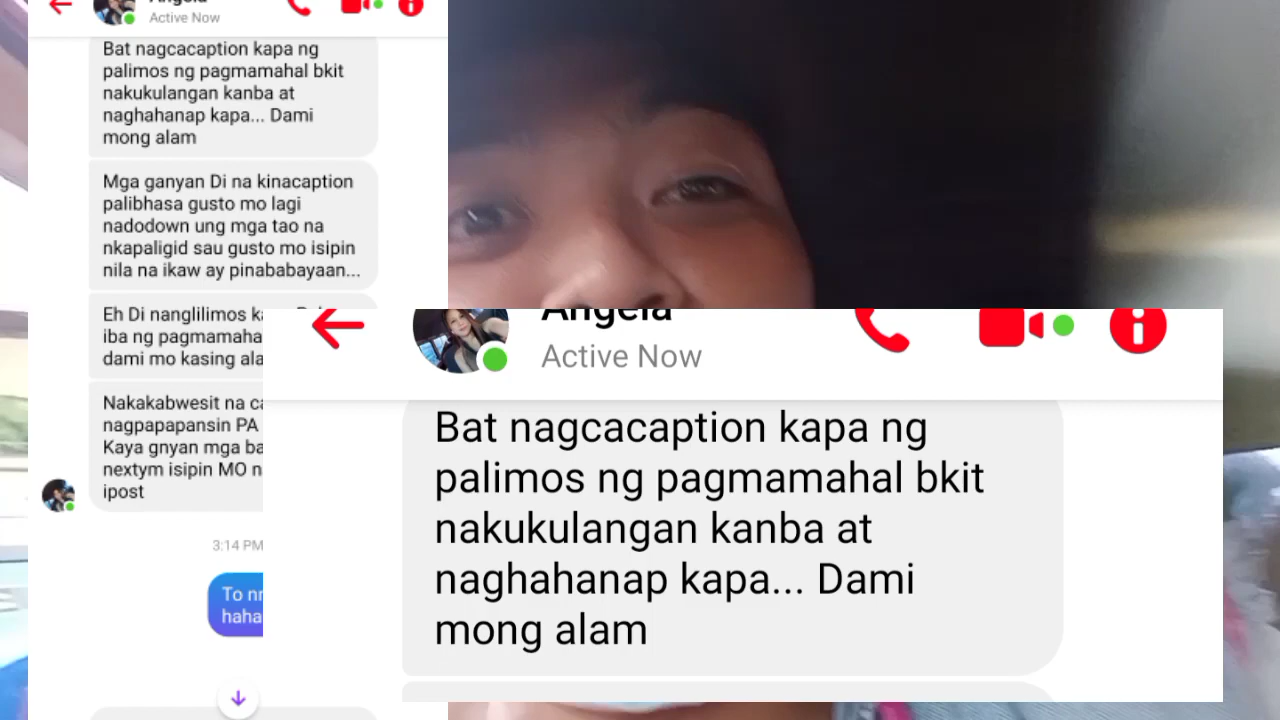 Angela
Active Now
Bat nagcacaption kapa ng
palimos ng pagmamahal bkit
nakukulangan kanba at
naghahanap kapa... Dami
mong alam
Mga ganyan Di na kinacaption
palibhasa gusto mo lagi
nadodown ung mga tao na
nkapaligid sau gusto mo isipin
nila na ikaw ay pinababayaan...
Eh Di nanglilimos
iba ng
dami mo kasing
Nakakabwesit na
nagpapapansin PA
Kaya gnyan mga
nextym isipin MO
ipost
3:14 PM
To
haha
Angela
Active Now
Bat nagcacaption kapa ng
palimos ng pagmamahal bkit
nakukulangan kanba at
naghahanap kapa... Dami
mong alam